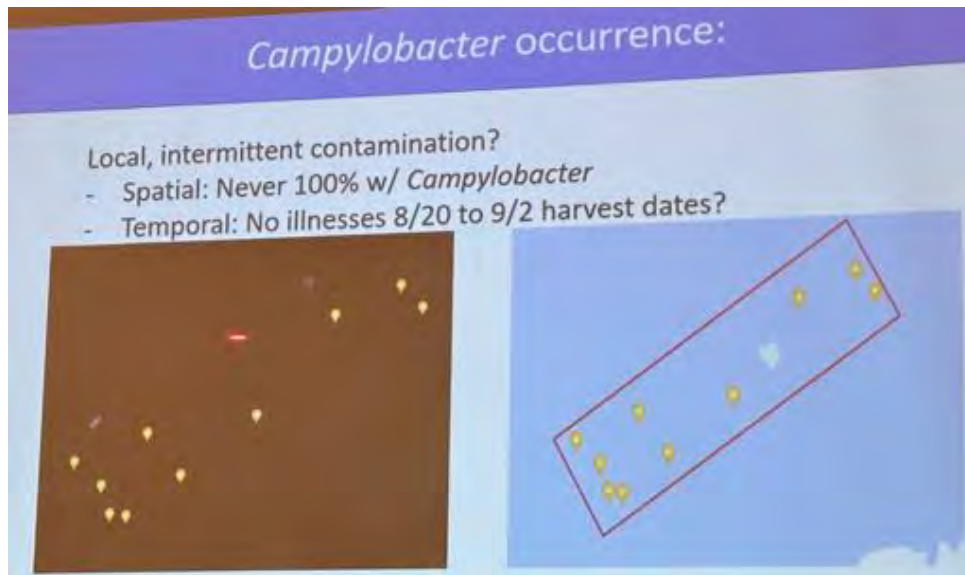 Campylobacter occurrence:
Local, intermittent contamination?
- Spatial: Never 100% w/ Campylobacter
- Temporal: No illnesses 8/20 to 9/2 harvest dates?